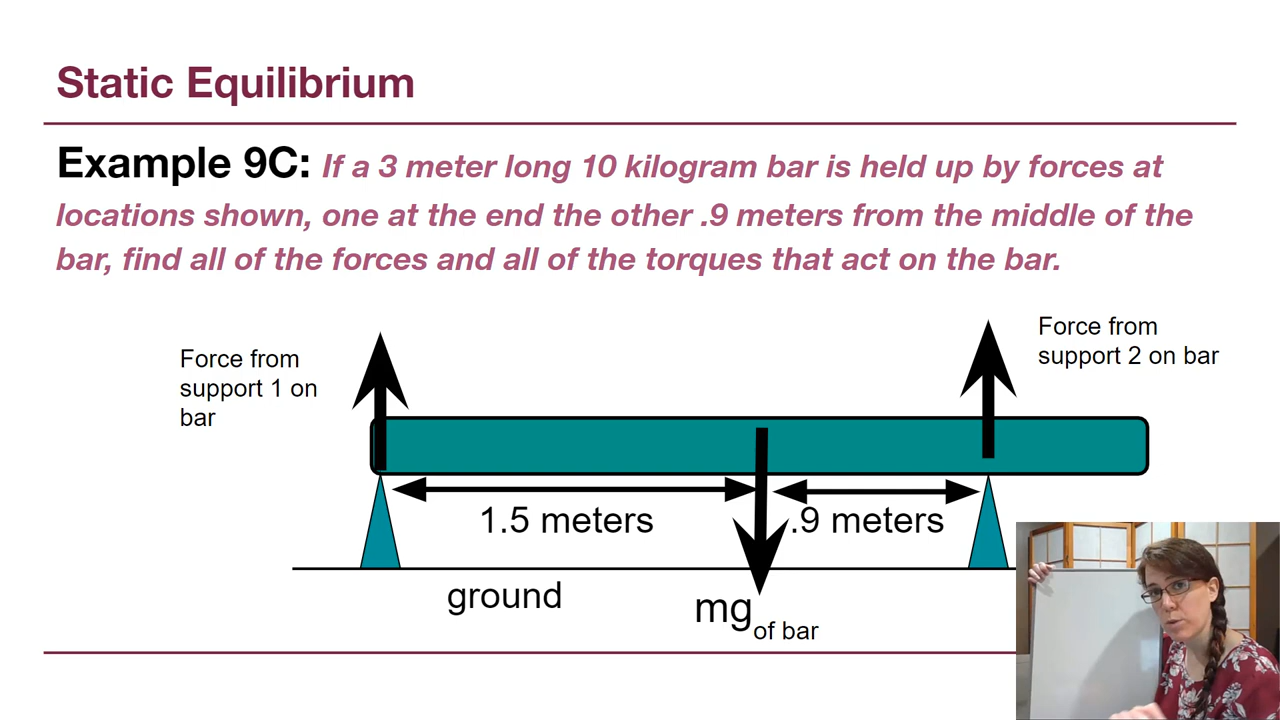 Static Equilibrium
Example 9C: If a 3 meter long 10 kilogram bar is held up by forces at
locations shown, one at the end the other .9 meters from the middle of the
bar, find all of the forces and all of the torques that act on the bar.
Force from
support 1 on
bar
Force from
support 2 on bar
1.5 meters
.9 meters
ground
mg of bar